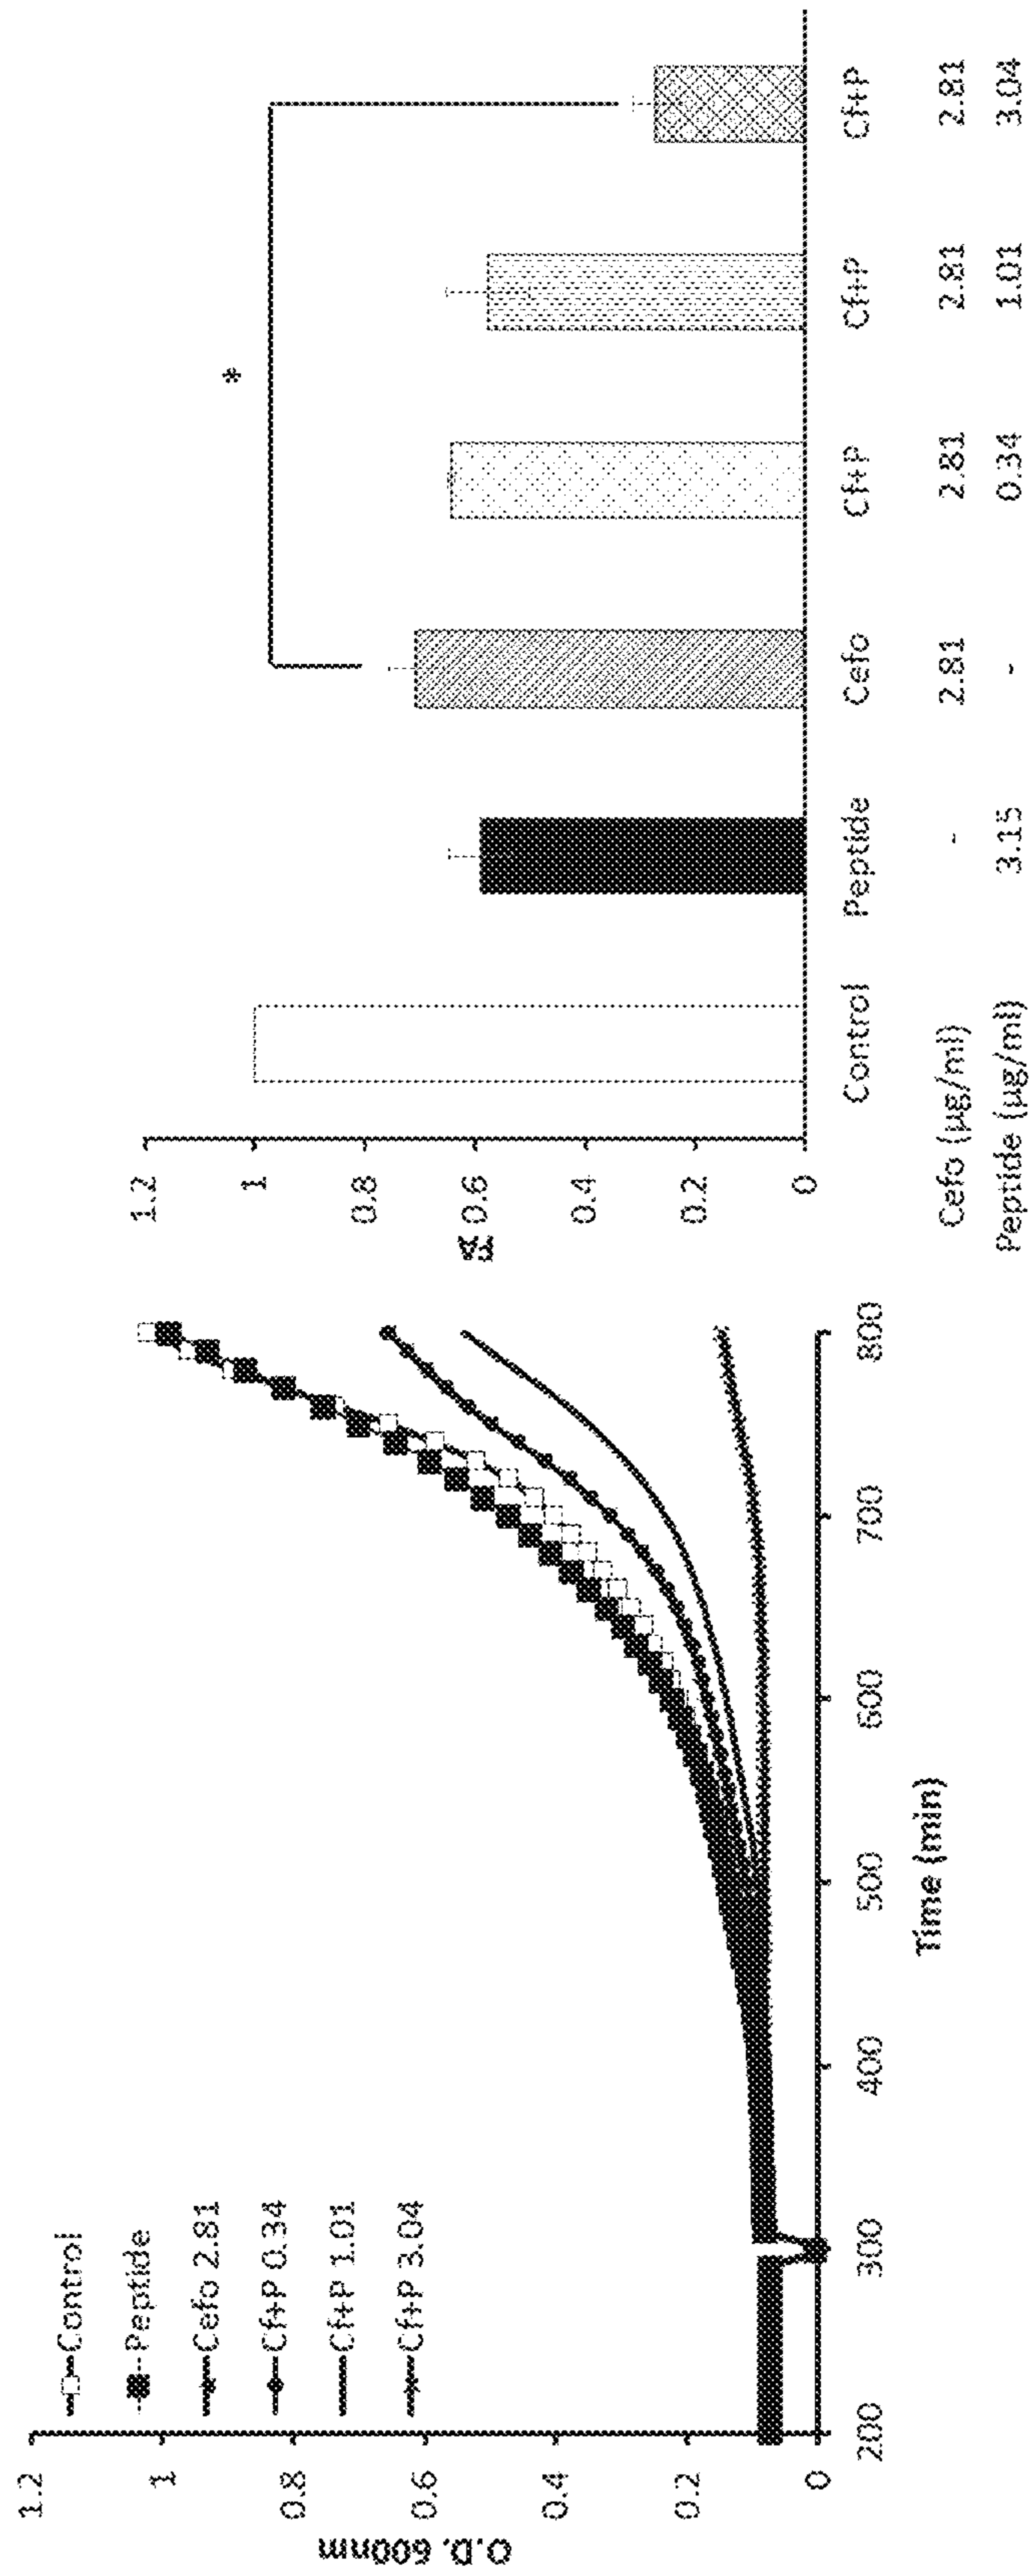 1.2
1
0.8
0.6
0.4
0.2
0
O.D. 600nm
Control
Peptide
Cefo 2.81
Cf+P 0.34
Cf+P 1.01
Cf+P 3.04
200 300 400 500 600 700 800
Time (min)
1.2
1
0.8
0.6
0.4
0.2
0
*
Control Peptide Cefo Cf+P Cf+P Cf+P
Cefo (µg/ml) - 2.81 2.81 2.81 2.81
Peptide (µg/ml) 3.15 - 0.34 1.01 3.04